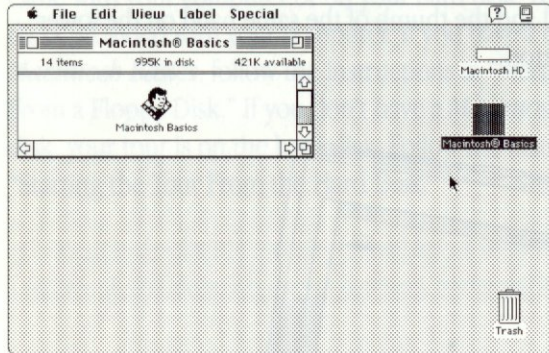 File Edit View Label Special
Macintosh® Basics
14 items 995K in disk 421K available
Macintosh Basics
Macintosh HD
Macintosh® Basics
Trash